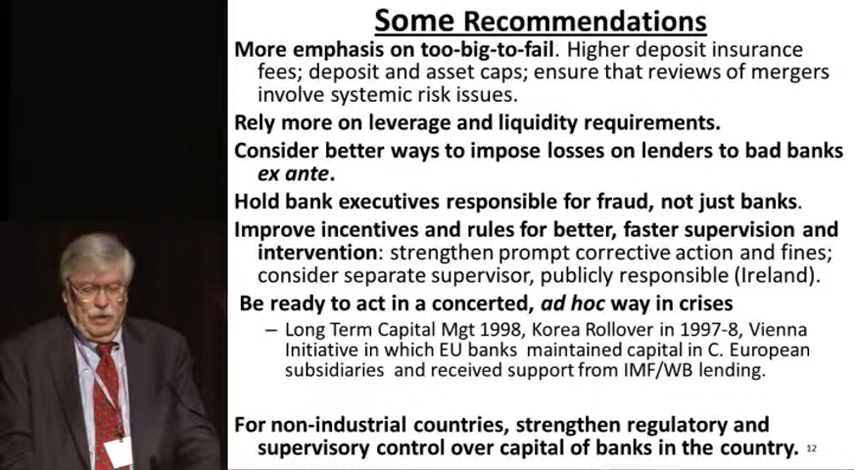 Some Recommendations
More emphasis on too-big-to-fail. Higher deposit insurance
fees; deposit and asset caps; ensure that reviews of mergers
involve systemic risk issues.
Rely more on leverage and liquidity requirements.
Consider better ways to impose losses on lenders to bad banks
ex ante.
Hold bank executives responsible for fraud, not just banks.
Improve incentives and rules for better, faster supervision and
intervention: strengthen prompt corrective action and fines;
consider separate supervisor, publicly responsible (Ireland).
Be ready to act in a concerted, ad hoc way in crises
– Long Term Capital Mgt 1998, Korea Rollover in 1997-8, Vienna
Initiative in which EU banks maintained capital in C. European
subsidiaries and received support from IMF/WB lending.
For non-industrial countries, strengthen regulatory and
supervisory control over capital of banks in the country.
12